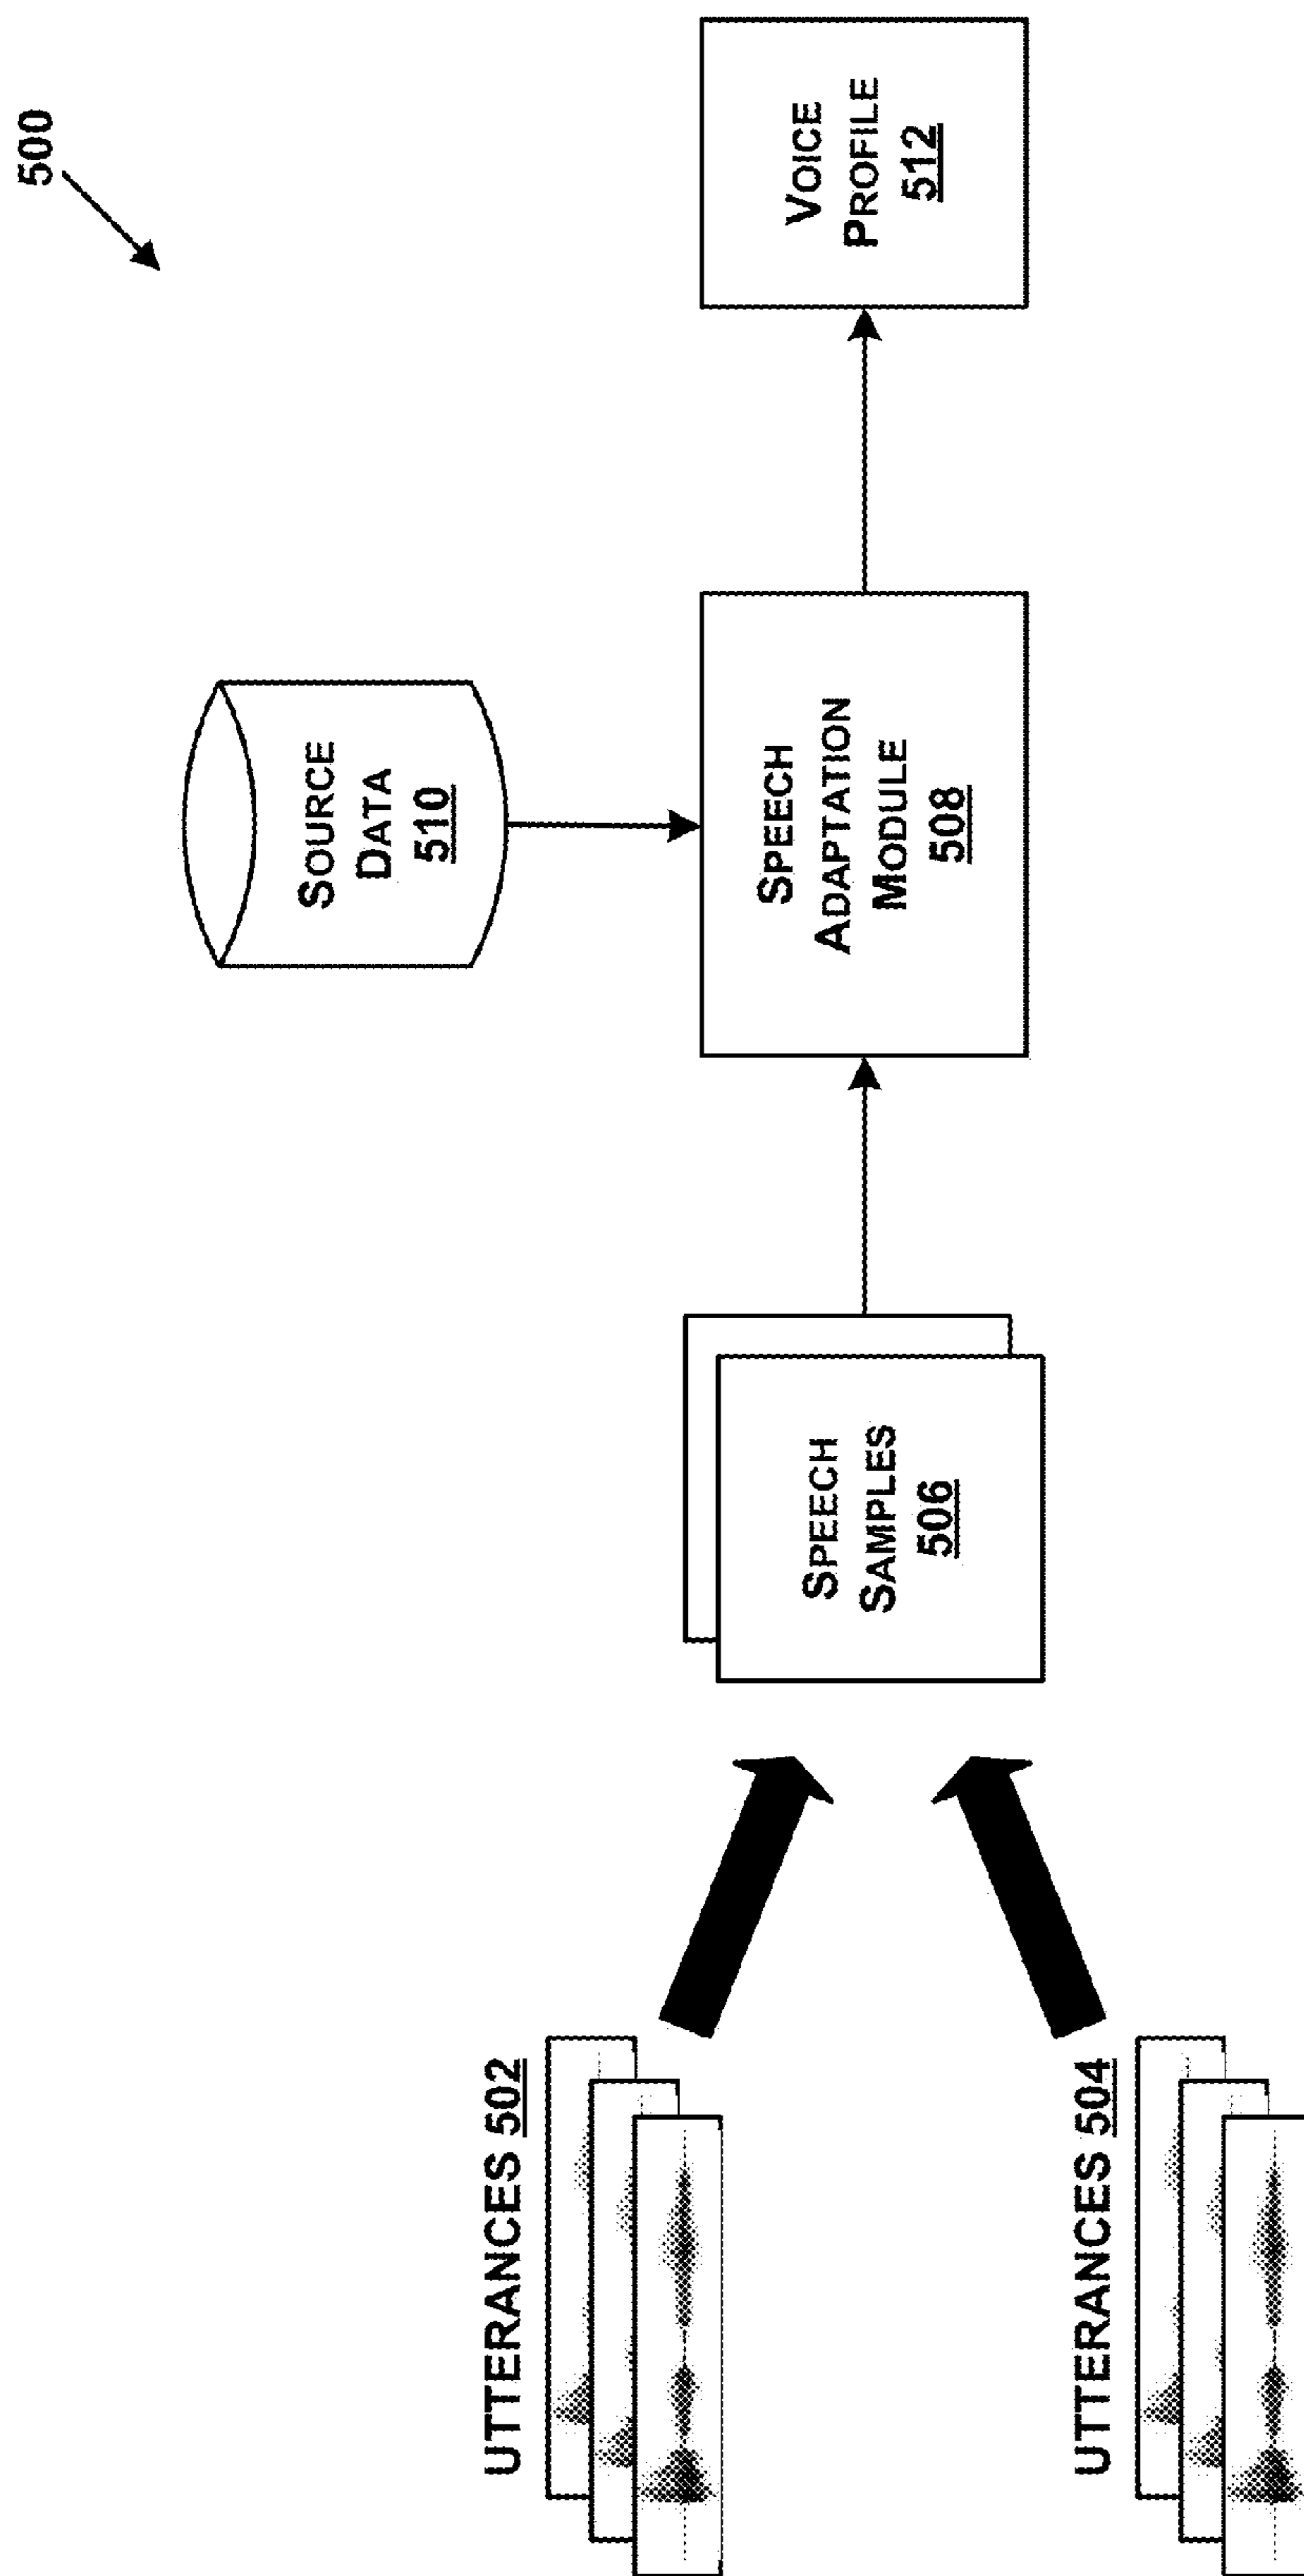 500
UTTERANCES 502
UTTERANCES 504
SPEECH
SAMPLES
506
SOURCE
DATA
510
SPEECH
ADAPTATION
MODULE
508
VOICE
PROFILE
512